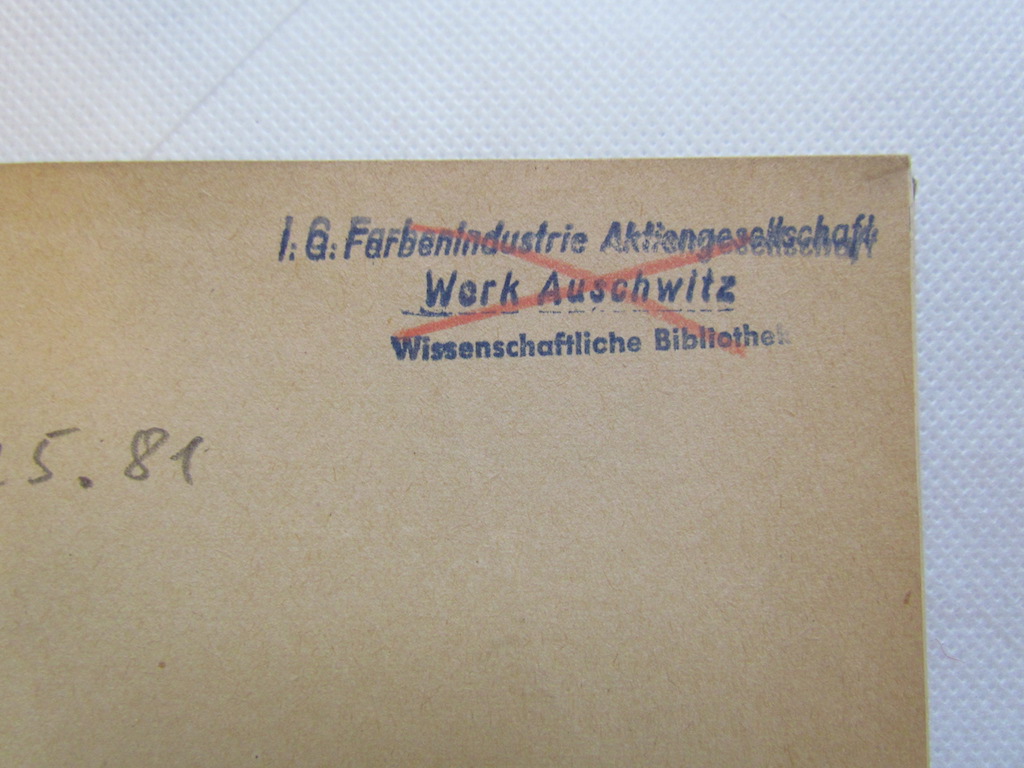 I. G. Farbenindustrie Aktiengesellschaft
Werk Auschwitz
Wissenschaftliche Bibliothek
5. 81